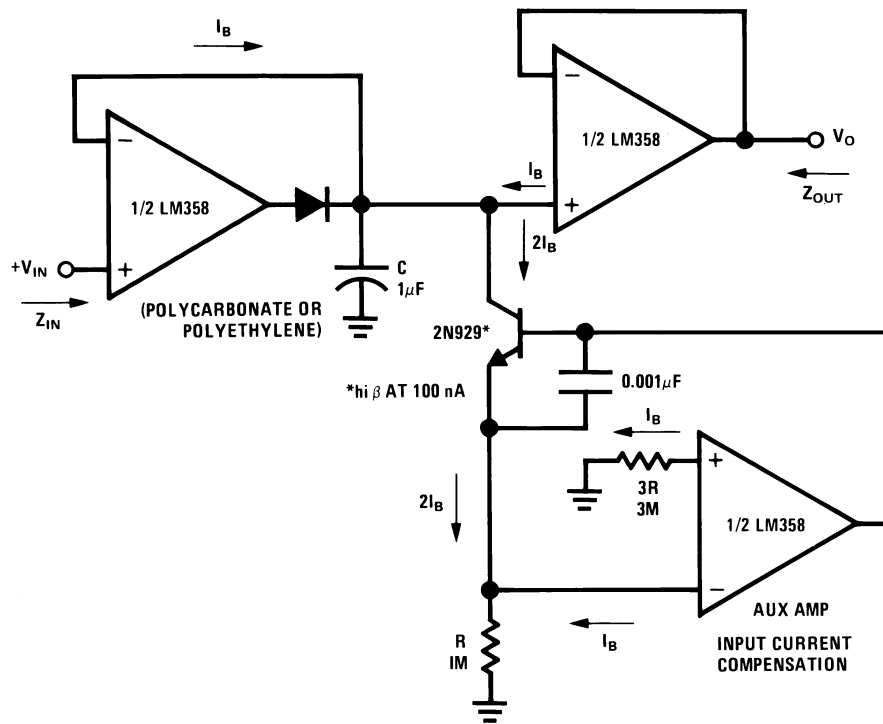 I_B
1/2 LM358
+V_IN
Z_IN
C
1µF
(POLYCARBONATE OR
POLYETHYLENE)
1/2 LM358
I_B
V_O
Z_OUT
2I_B
2N929*
*hi β AT 100 nA
0.001µF
I_B
3R
3M
1/2 LM358
2I_B
I_B
R
IM
AUX AMP
INPUT CURRENT
COMPENSATION